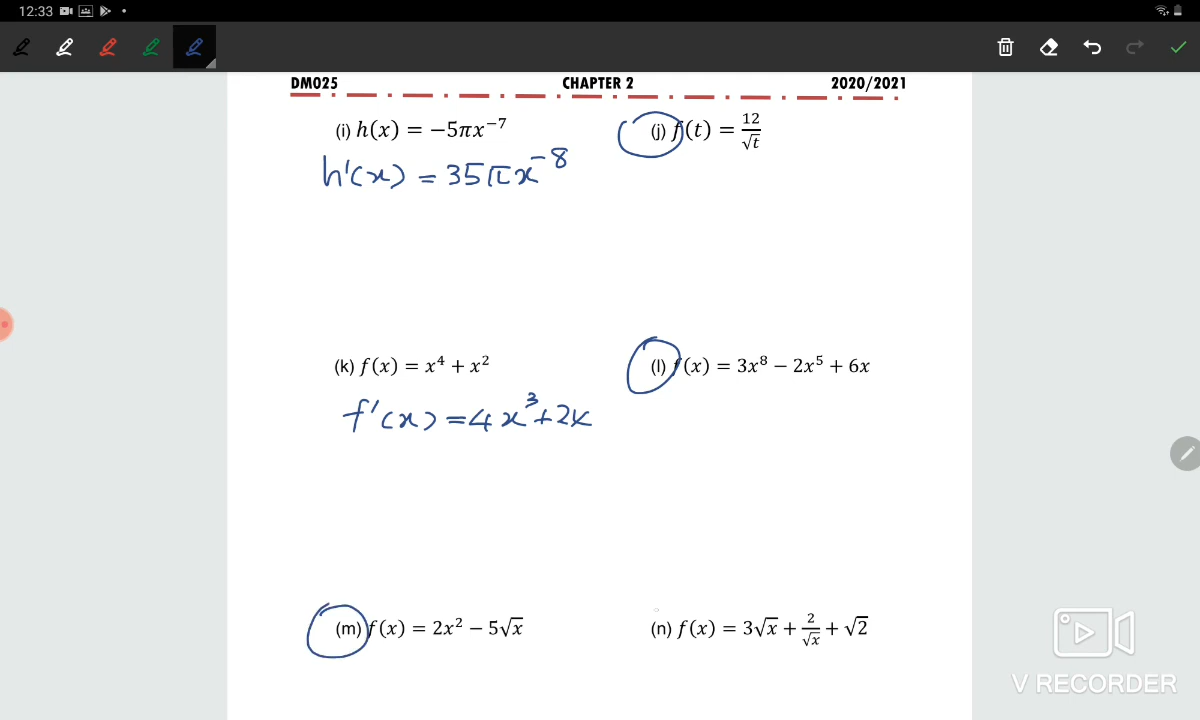 12:33
DM025 CHAPTER 2 2020/2021
(i) h(x) = −5πx⁻⁷ (j) f(t) = 12/√t
h'(x) = 35πx⁻⁸
(k) f(x) = x⁴ + x² (l) f(x) = 3x⁸ − 2x⁵ + 6x
f'(x) = 4x³ + 2x
(m) f(x) = 2x² − 5√x (n) f(x) = 3√x + 2/√x + √2
V RECORDER